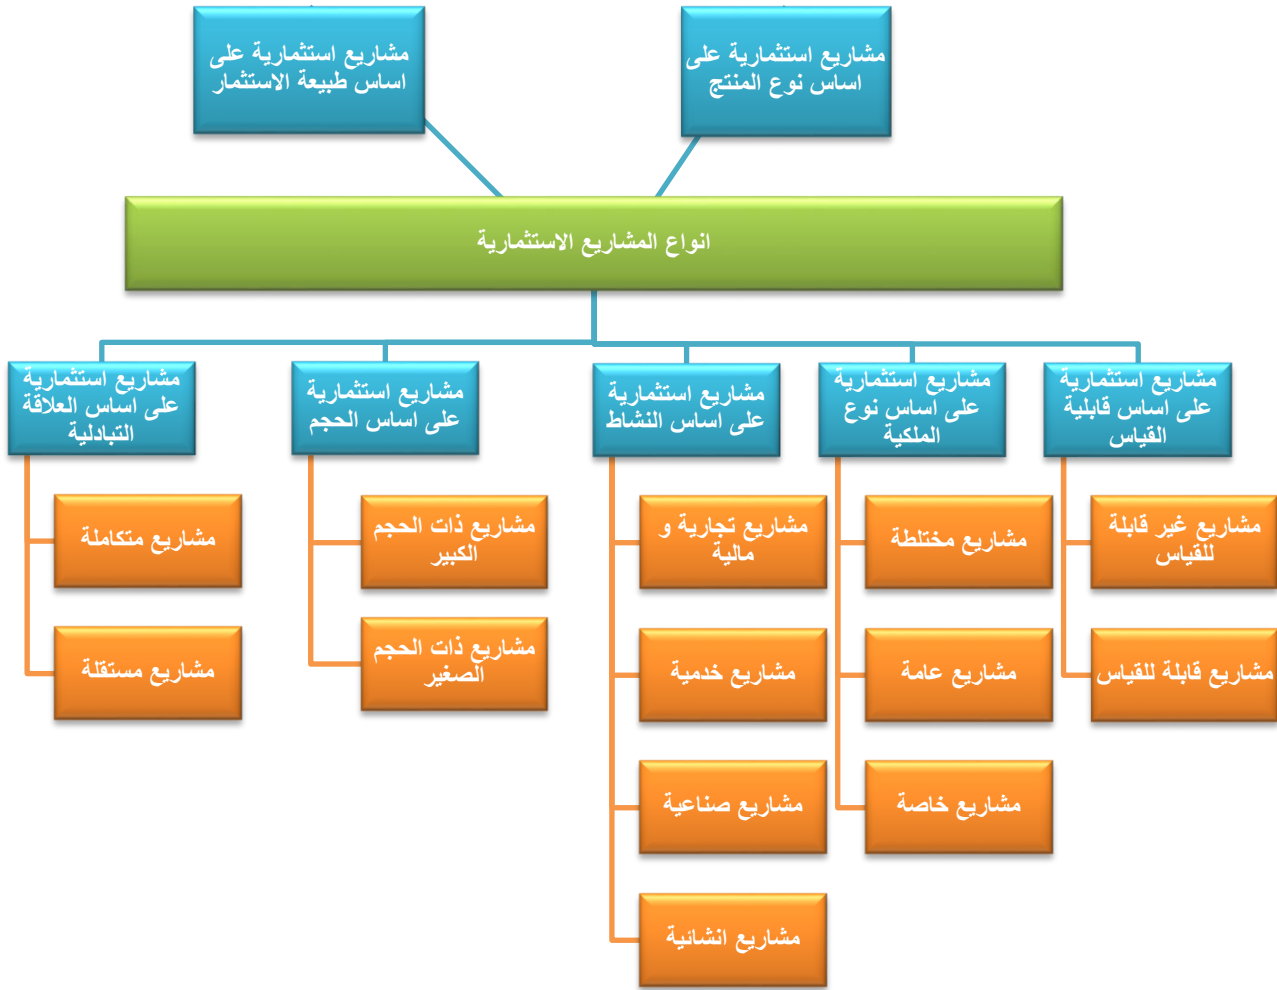 مشاريع استثمارية على
اساس نوع المنتج
مشاريع استثمارية على
اساس طبيعة الاستثمار
انواع المشاريع الاستثمارية
مشاريع استثمارية
على اساس قابلية
القياس
مشاريع غير قابلة
للقياس
مشاريع قابلة للقياس
مشاريع استثمارية
على اساس نوع
الملكية
مشاريع مختلطة
مشاريع عامة
مشاريع خاصة
مشاريع استثمارية
على اساس النشاط
مشاريع تجارية و
مالية
مشاريع خدمية
مشاريع صناعية
مشاريع انشائية
مشاريع استثمارية
على اساس الحجم
مشاريع ذات الحجم
الكبير
مشاريع ذات الحجم
الصغير
مشاريع استثمارية
على اساس العلاقة
التبادلية
مشاريع متكاملة
مشاريع مستقلة